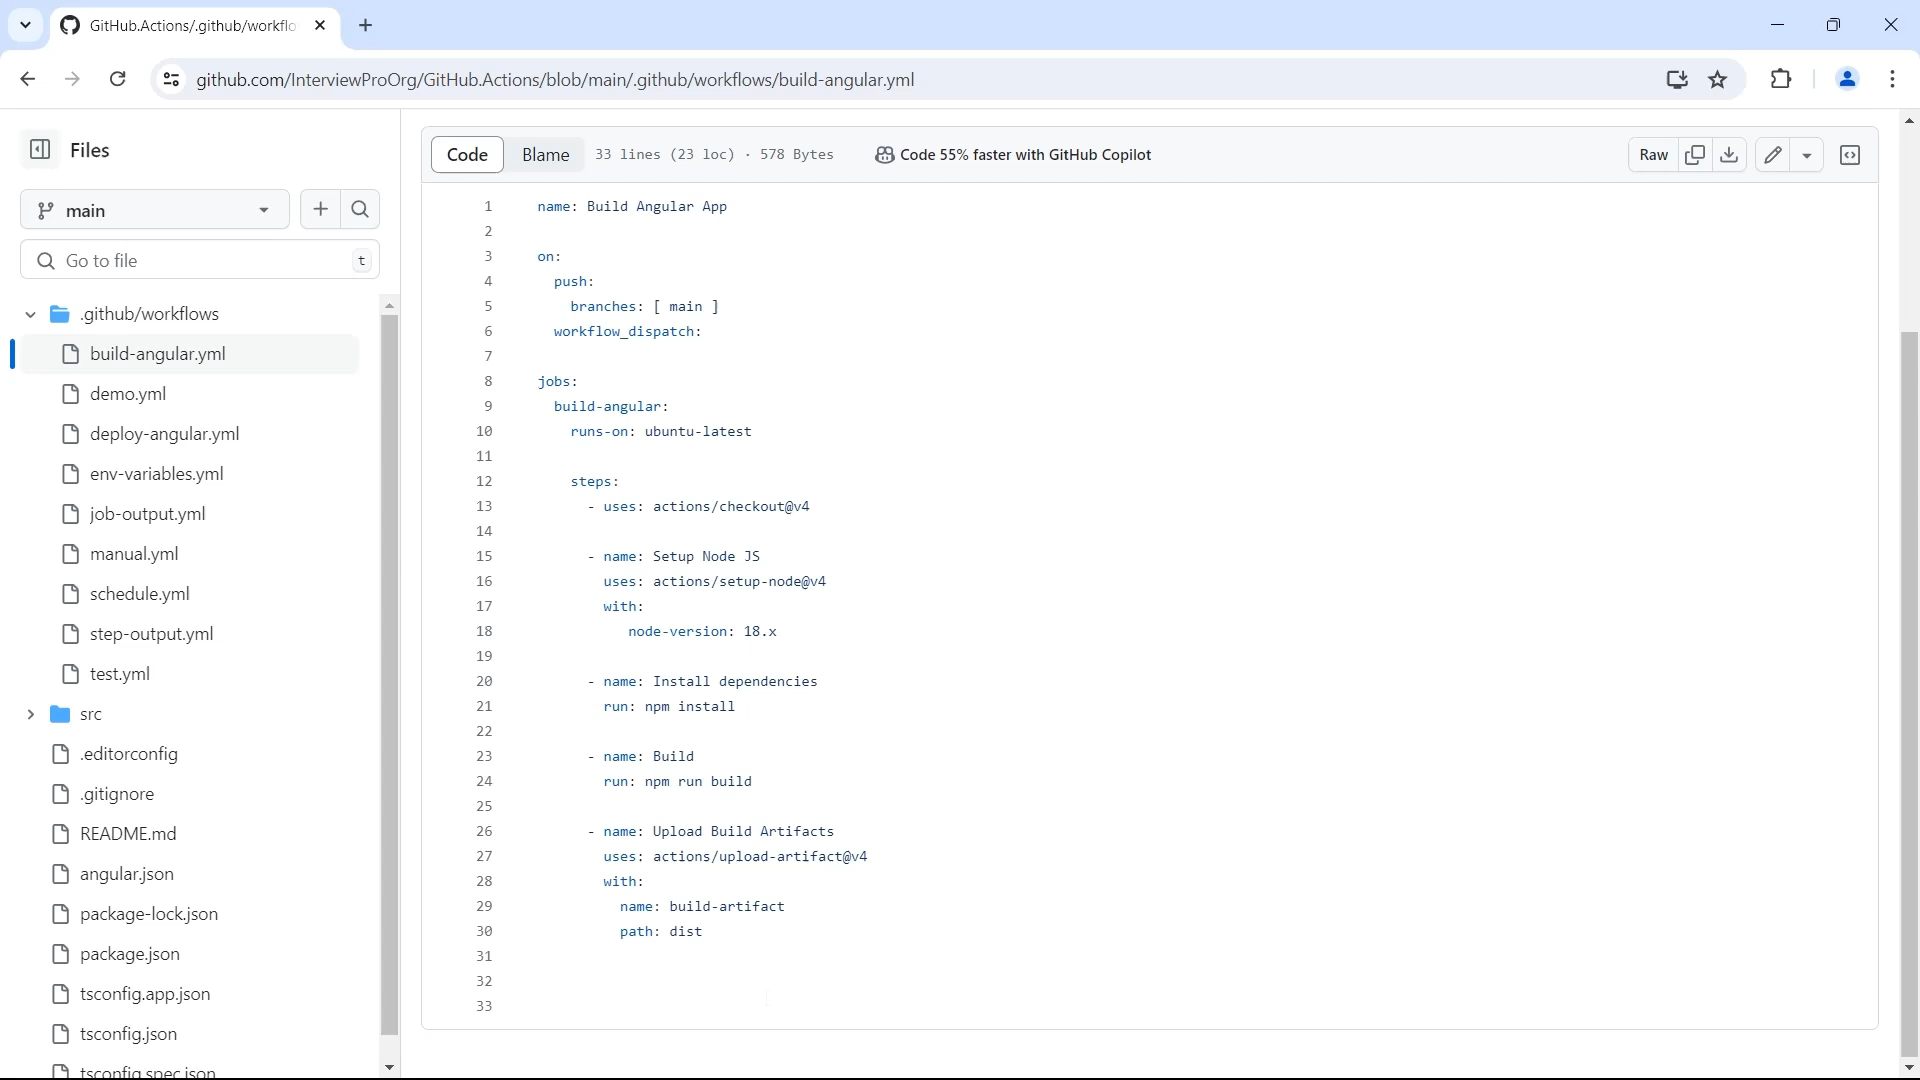 GitHub.Actions/.github/workflo
github.com/InterviewProOrg/GitHub.Actions/blob/main/.github/workflows/build-angular.yml
Files
main
Go to file
t
.github/workflows
build-angular.yml
demo.yml
deploy-angular.yml
env-variables.yml
job-output.yml
manual.yml
schedule.yml
step-output.yml
test.yml
src
.editorconfig
.gitignore
README.md
angular.json
package-lock.json
package.json
tsconfig.app.json
tsconfig.json
tsconfig.spec.json
Code
Blame
33 lines (23 loc) · 578 Bytes
Code 55% faster with GitHub Copilot
Raw
1 name: Build Angular App
2
3 on:
4 push:
5 branches: [ main ]
6 workflow_dispatch:
7
8 jobs:
9 build-angular:
10 runs-on: ubuntu-latest
11
12 steps:
13 - uses: actions/checkout@v4
14
15 - name: Setup Node JS
16 uses: actions/setup-node@v4
17 with:
18 node-version: 18.x
19
20 - name: Install dependencies
21 run: npm install
22
23 - name: Build
24 run: npm run build
25
26 - name: Upload Build Artifacts
27 uses: actions/upload-artifact@v4
28 with:
29 name: build-artifact
30 path: dist
31
32
33